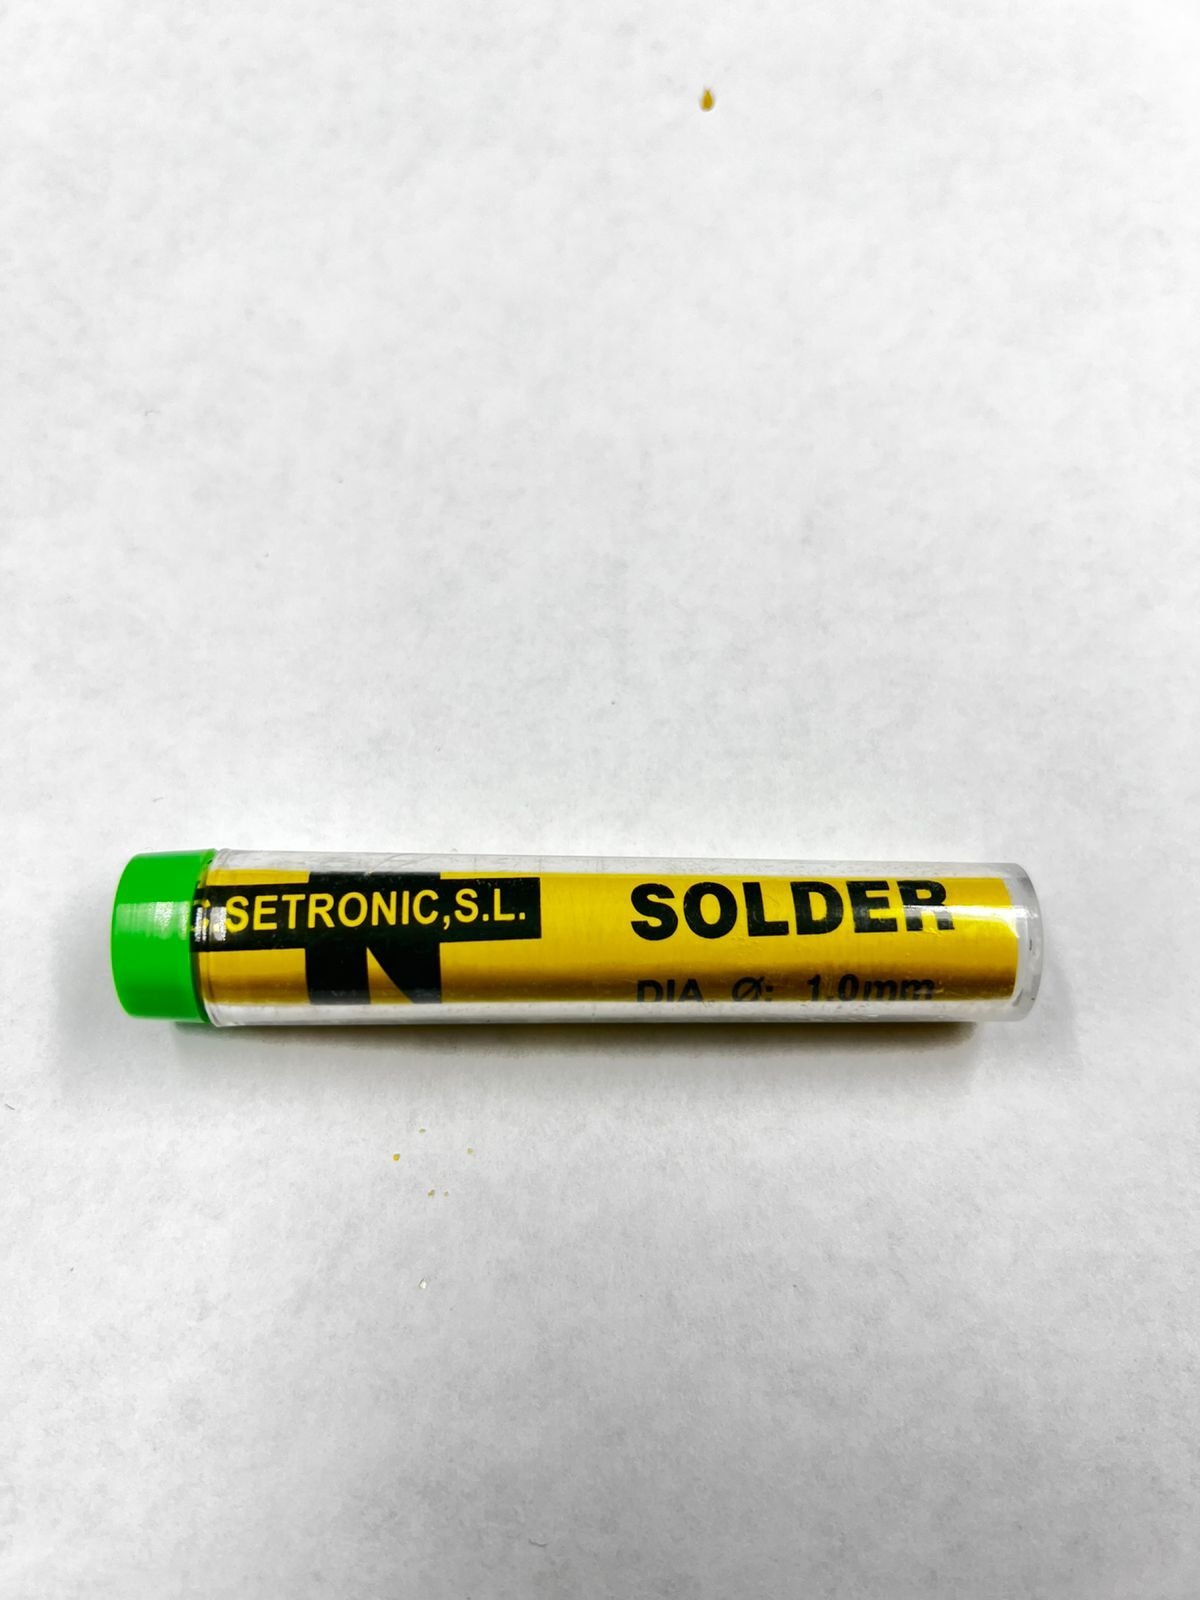 : SETRONIC,S.L.
SOLDER
DIA Ø: 1.0mm